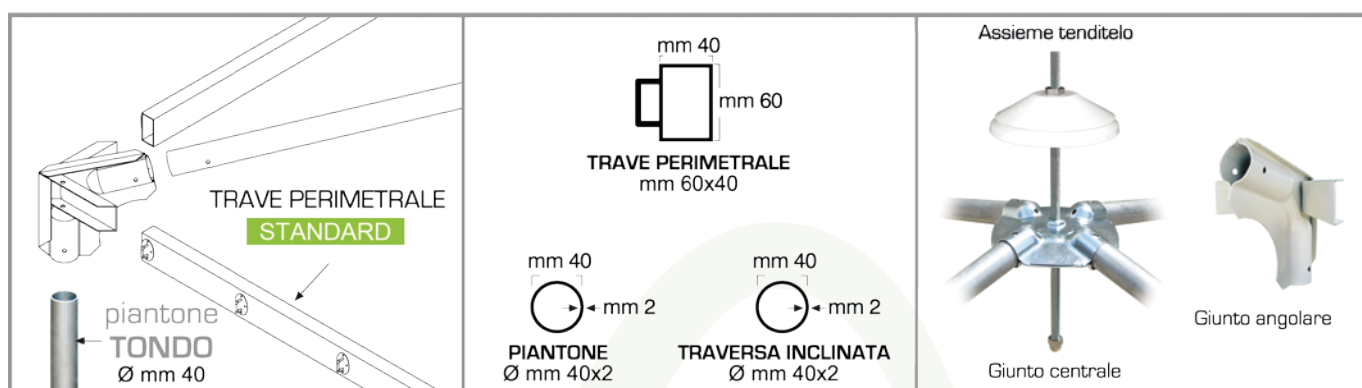 TRAVE PERIMETRALE
STANDARD
piantone
TONDO
Ø mm 40
mm 40
mm 60
TRAVE PERIMETRALE
mm 60x40
mm 40
mm 2
PIANTONE
Ø mm 40x2
mm 40
mm 2
TRAVERSA INCLINATA
Ø mm 40x2
Assieme tenditelo
Giunto centrale
Giunto angolare